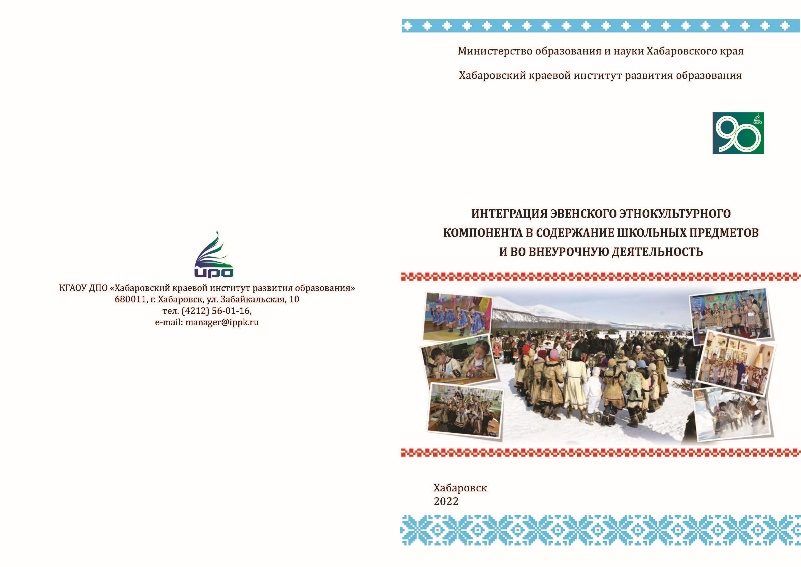 Министерство образования и науки Хабаровского края
Хабаровский краевой институт развития образования
90
ИНТЕГРАЦИЯ ЭВЕНСКОГО ЭТНОКУЛЬТУРНОГО
КОМПОНЕНТА В СОДЕРЖАНИЕ ШКОЛЬНЫХ ПРЕДМЕТОВ
И ВО ВНЕУРОЧНУЮ ДЕЯТЕЛЬНОСТЬ
Хабаровск
2022
ИРО
КГАОУ ДПО «Хабаровский краевой институт развития образования»
680011, г. Хабаровск, ул. Забайкальская, 10
тел. (4212) 56-01-16,
e-mail: manager@ippk.ru